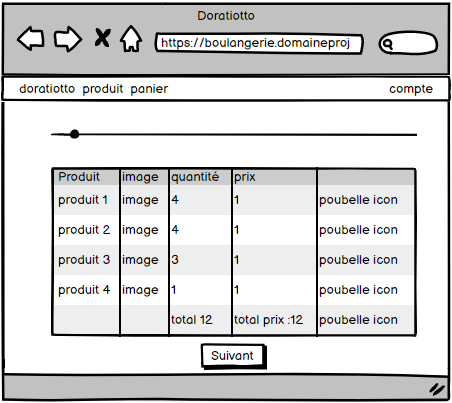 Doratiotto
https://boulangerie.domaineproj
doratiotto produit panier compte
Produit image quantité prix
produit 1 image 4 1 poubelle icon
produit 2 image 4 1 poubelle icon
produit 3 image 3 1 poubelle icon
produit 4 image 1 1 poubelle icon
total 12 total prix :12 poubelle icon
Suivant